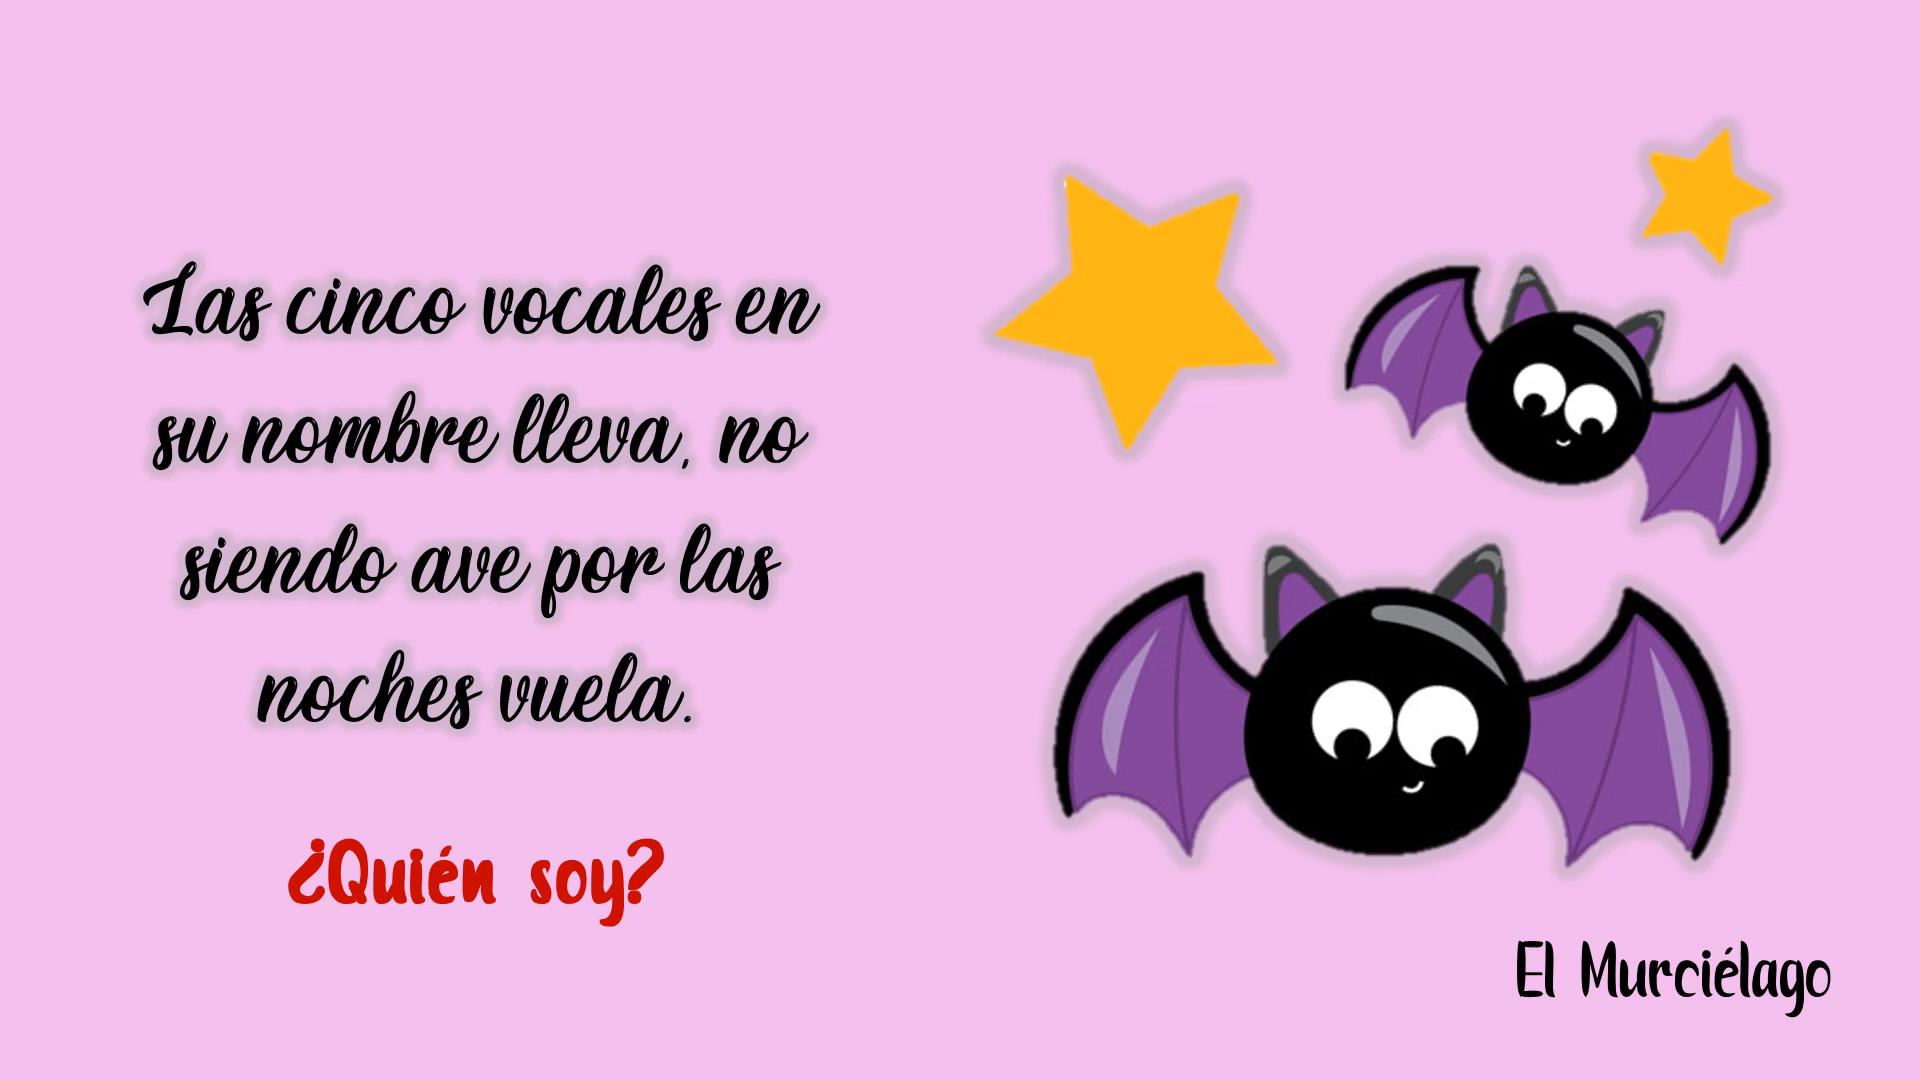 Las cinco vocales en
su nombre lleva, no
siendo ave por las
noches vuela.
¿Quién soy?
El Murciélago